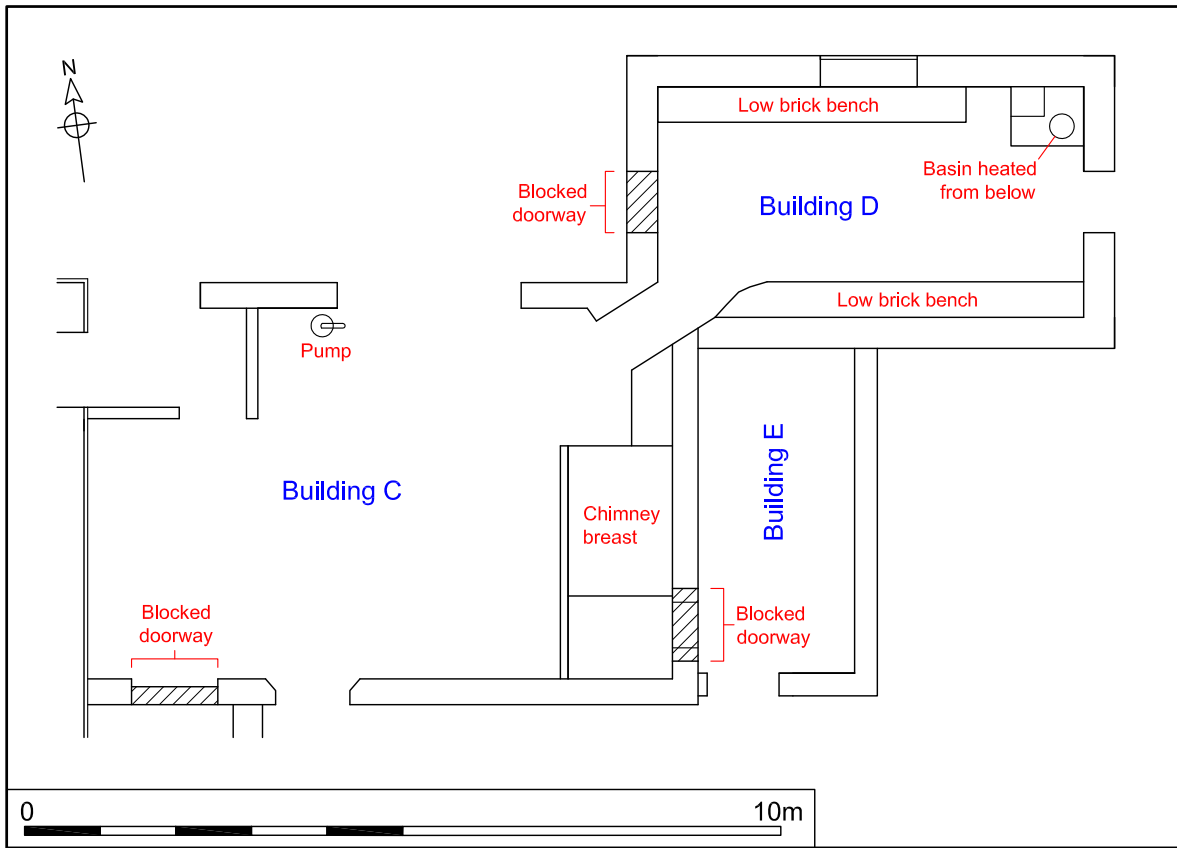 N
Low brick bench
Basin heated
from below
Blocked
doorway
Building D
Low brick bench
Pump
Building C
Building E
Chimney
breast
Blocked
doorway
Blocked
doorway
0
10m